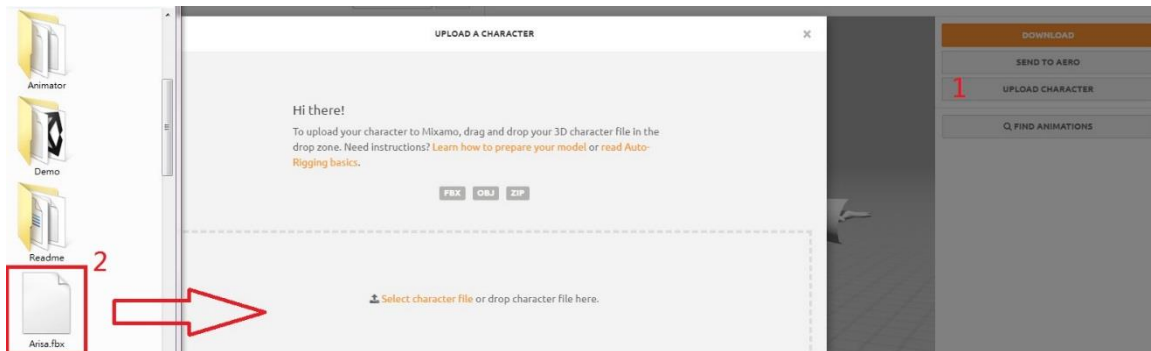 Animator
Demo
Readme
2
Arisa.fbx
UPLOAD A CHARACTER
×
Hi there!
To upload your character to Mixamo, drag and drop your 3D character file in the
drop zone. Need instructions? Learn how to prepare your model or read Auto-
Rigging basics.
FBX OBJ ZIP
Select character file or drop character file here.
DOWNLOAD
SEND TO AERO
1 UPLOAD CHARACTER
FIND ANIMATIONS